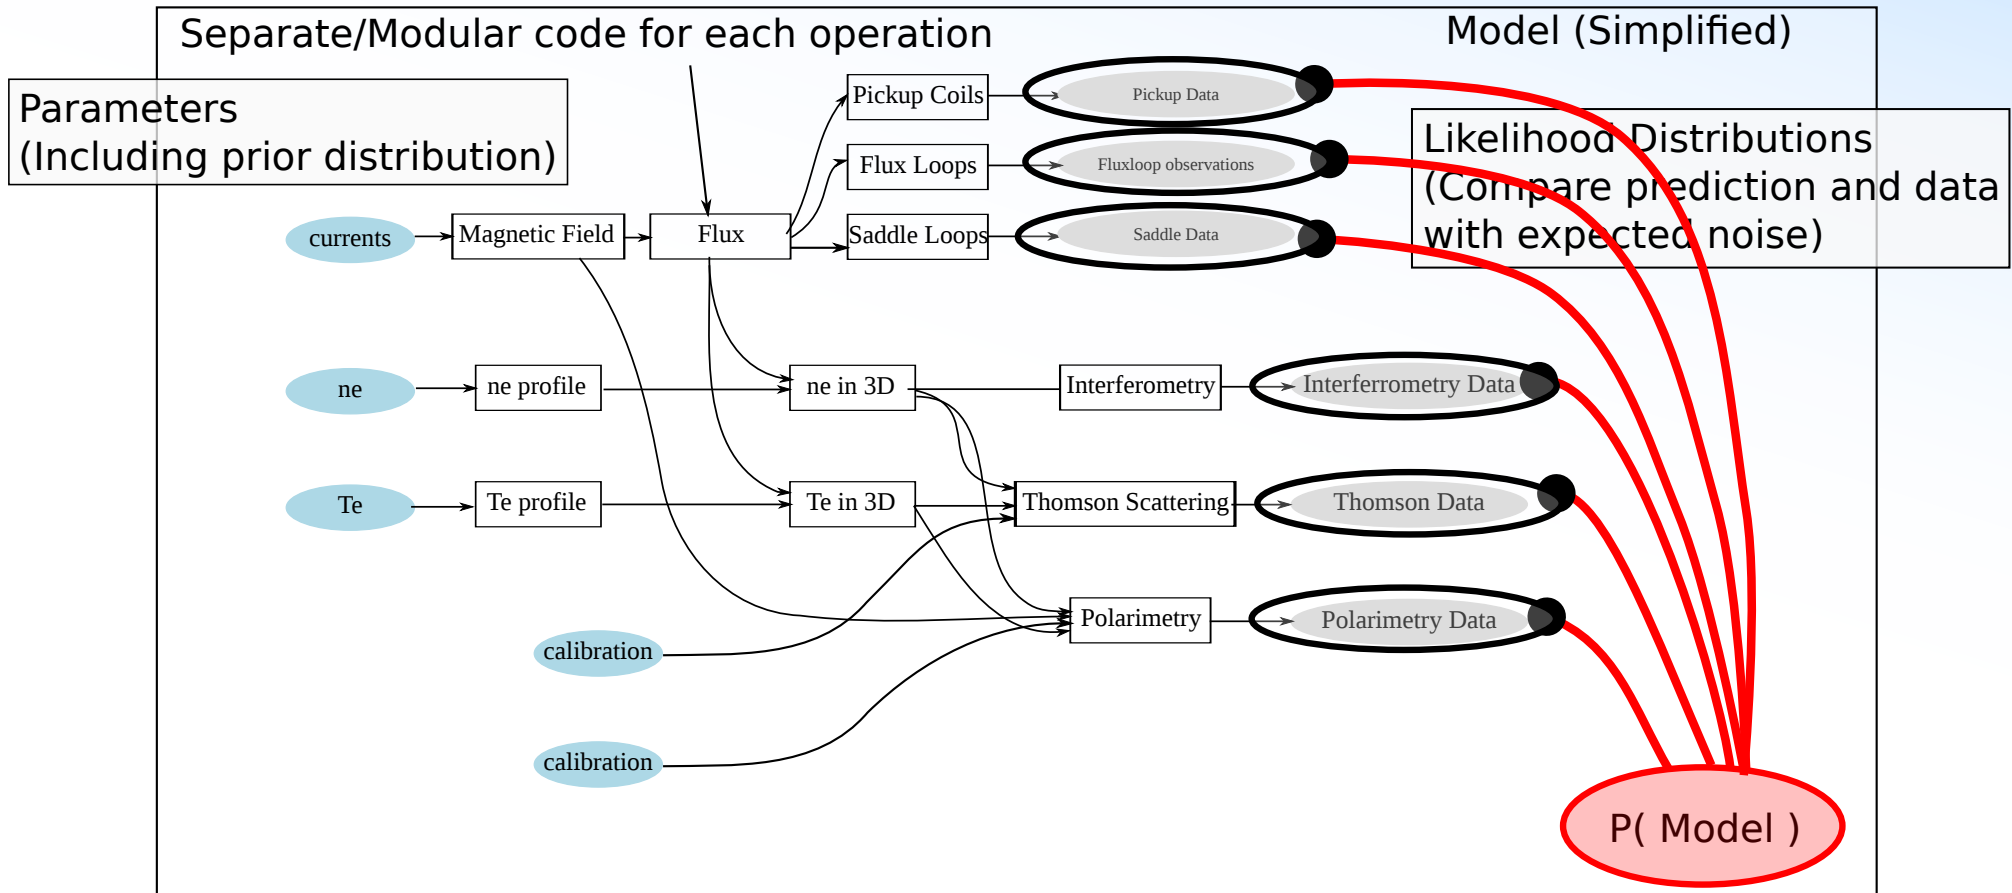 Separate/Modular code for each operation
Model (Simplified)
Parameters
(Including prior distribution)
Likelihood Distributions
(Compare prediction and data
with expected noise)
Pickup Coils
Pickup Data
Flux Loops
Fluxloop observations
currents
Magnetic Field
Flux
Saddle Loops
Saddle Data
ne
ne profile
ne in 3D
Interferometry
Interferrometry Data
Te
Te profile
Te in 3D
Thomson Scattering
Thomson Data
calibration
Polarimetry
Polarimetry Data
calibration
P( Model )